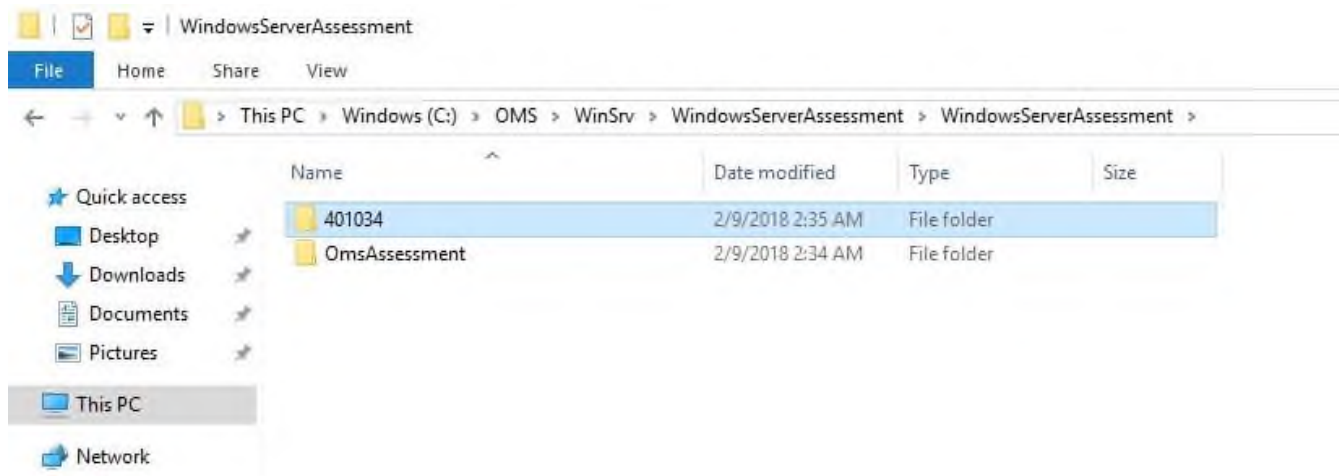 WindowsServerAssessment
File Home Share View
This PC > Windows (C:) > OMS > WinSrv > WindowsServerAssessment > WindowsServerAssessment >
Name Date modified Type Size
Quick access
401034 2/9/2018 2:35 AM File folder
Desktop
OmsAssessment 2/9/2018 2:34 AM File folder
Downloads
Documents
Pictures
This PC
Network